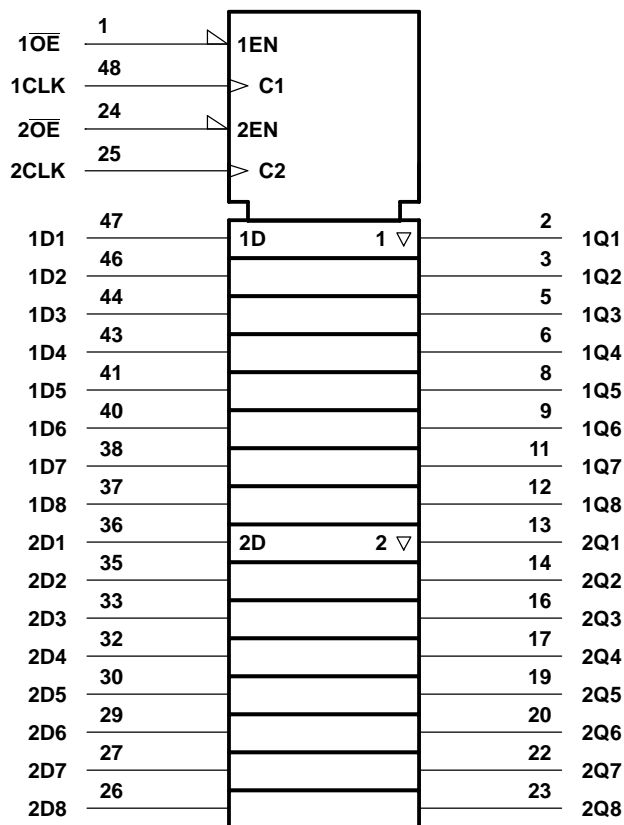 1
1O̅E̅ 1EN
48
1CLK C1
24
2O̅E̅ 2EN
25
2CLK C2
47 2
1D1 1D 1 ▽ 1Q1
46 3
1D2 1Q2
44 5
1D3 1Q3
43 6
1D4 1Q4
41 8
1D5 1Q5
40 9
1D6 1Q6
38 11
1D7 1Q7
37 12
1D8 1Q8
36 13
2D1 2D 2 ▽ 2Q1
35 14
2D2 2Q2
33 16
2D3 2Q3
32 17
2D4 2Q4
30 19
2D5 2Q5
29 20
2D6 2Q6
27 22
2D7 2Q7
26 23
2D8 2Q8